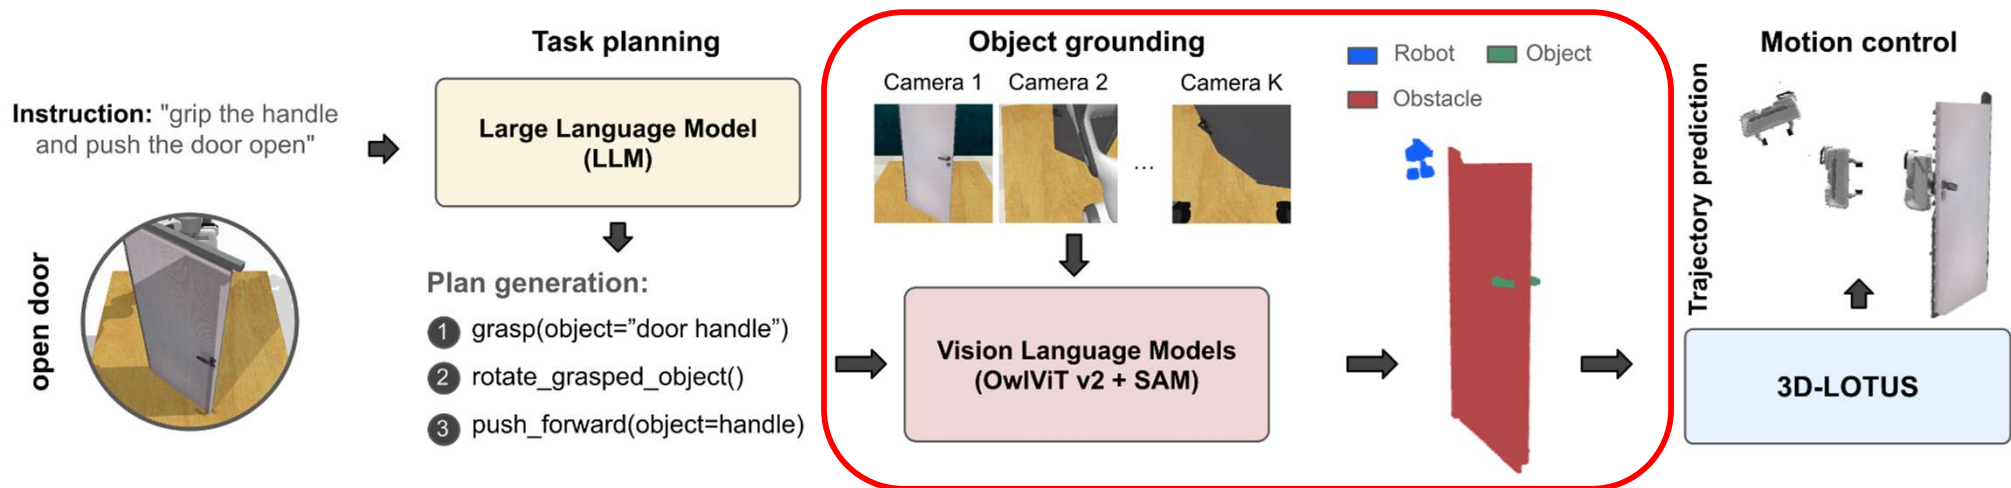 Instruction: "grip the handle
and push the door open"
open door
Task planning
Large Language Model
(LLM)
Plan generation:
1 grasp(object=”door handle”)
2 rotate_grasped_object()
3 push_forward(object=handle)
Object grounding
Camera 1
Camera 2
...
Camera K
Vision Language Models
(OwlViT v2 + SAM)
Robot
Object
Obstacle
Motion control
Trajectory prediction
3D-LOTUS